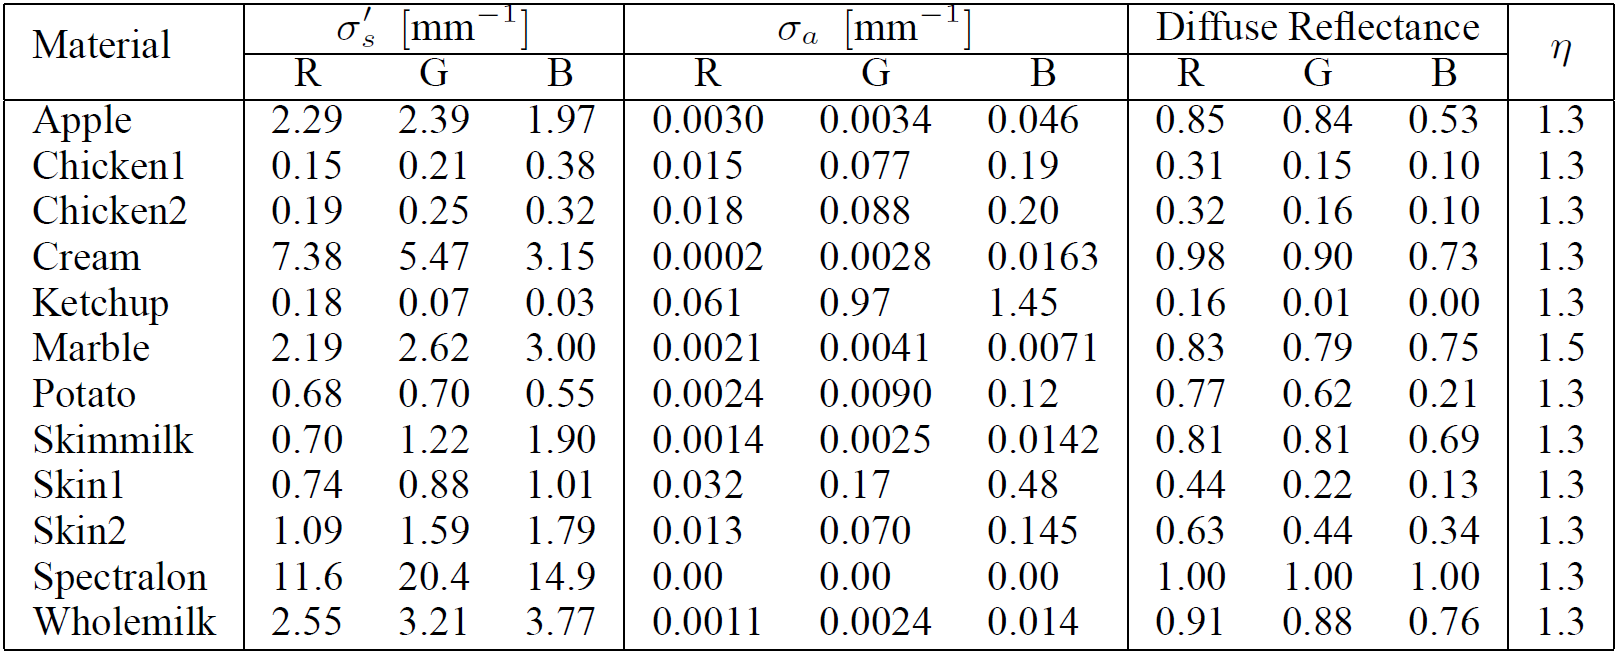 Material σ′s [mm−1] σa [mm−1] Diffuse Reflectance η
R G B R G B R G B
Apple 2.29 2.39 1.97 0.0030 0.0034 0.046 0.85 0.84 0.53 1.3
Chicken1 0.15 0.21 0.38 0.015 0.077 0.19 0.31 0.15 0.10 1.3
Chicken2 0.19 0.25 0.32 0.018 0.088 0.20 0.32 0.16 0.10 1.3
Cream 7.38 5.47 3.15 0.0002 0.0028 0.0163 0.98 0.90 0.73 1.3
Ketchup 0.18 0.07 0.03 0.061 0.97 1.45 0.16 0.01 0.00 1.3
Marble 2.19 2.62 3.00 0.0021 0.0041 0.0071 0.83 0.79 0.75 1.5
Potato 0.68 0.70 0.55 0.0024 0.0090 0.12 0.77 0.62 0.21 1.3
Skimmilk 0.70 1.22 1.90 0.0014 0.0025 0.0142 0.81 0.81 0.69 1.3
Skin1 0.74 0.88 1.01 0.032 0.17 0.48 0.44 0.22 0.13 1.3
Skin2 1.09 1.59 1.79 0.013 0.070 0.145 0.63 0.44 0.34 1.3
Spectralon 11.6 20.4 14.9 0.00 0.00 0.00 1.00 1.00 1.00 1.3
Wholemilk 2.55 3.21 3.77 0.0011 0.0024 0.014 0.91 0.88 0.76 1.3